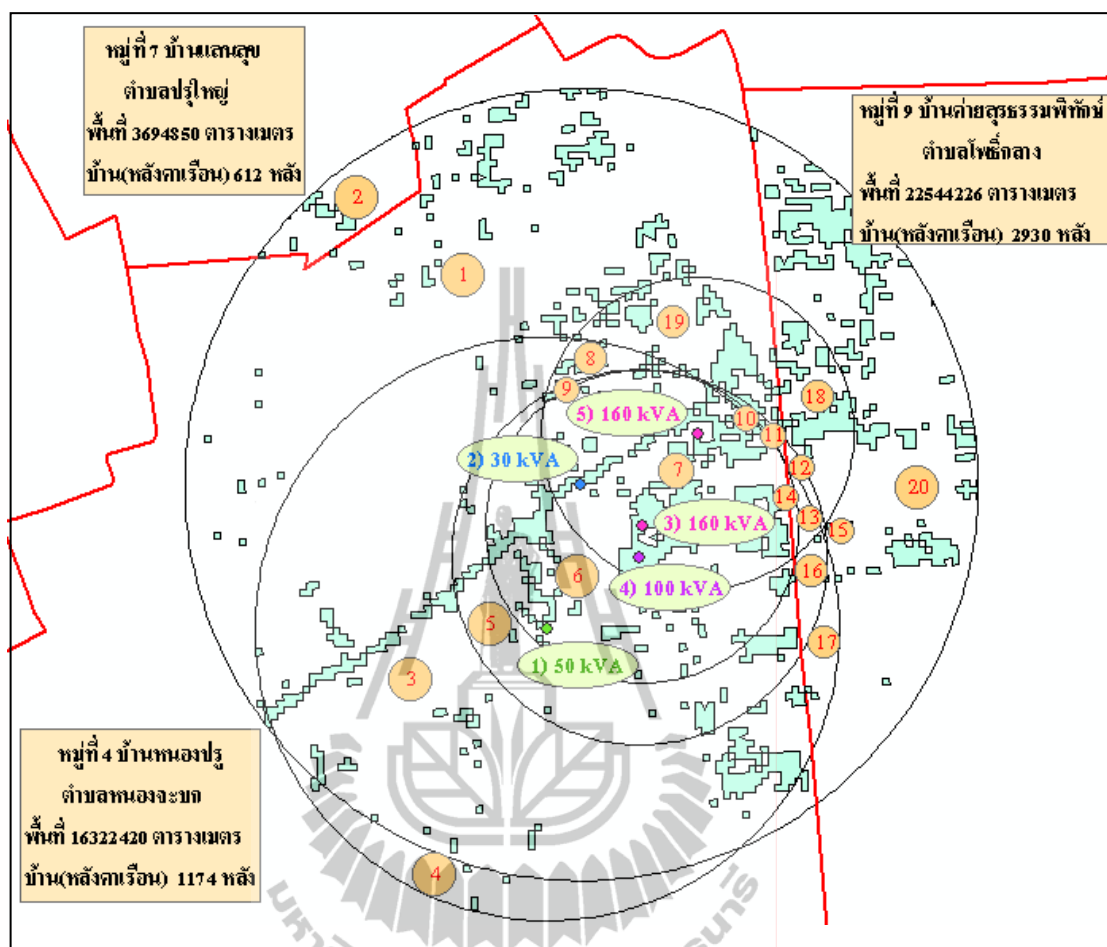 หมู่ที่ 7 บ้านแสนสุข
ตำบลปรุใหญ่
พื้นที่ 3694850 ตารางเมตร
บ้าน(หลังคาเรือน) 612 หลัง
หมู่ที่ 9 บ้านค่ายสุรธรรมพิทักษ์
ตำบลโพธิ์กลาง
พื้นที่ 22544226 ตารางเมตร
บ้าน(หลังคาเรือน) 2930 หลัง
2
1
19
8
9
18
5) 160 kVA
10
11
2) 30 kVA
7
12
20
14
13
15
3) 160 kVA
6
16
4) 100 kVA
5
17
1) 50 kVA
3
หมู่ที่ 4 บ้านหนองปรู
ตำบลหนองจะบก
พื้นที่ 16322420 ตารางเมตร
บ้าน(หลังคาเรือน) 1174 หลัง
4